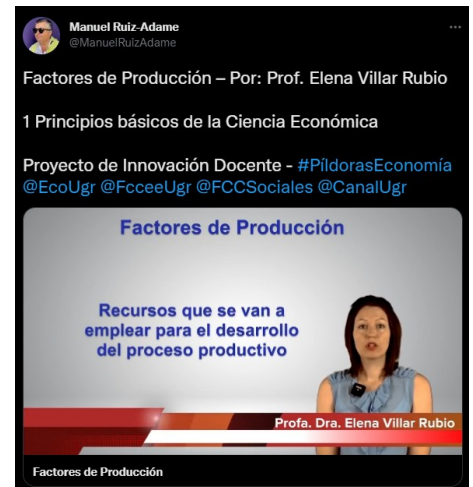 Manuel Ruiz-Adame
@ManuelRuizAdame
Factores de Producción – Por: Prof. Elena Villar Rubio
1 Principios básicos de la Ciencia Económica
Proyecto de Innovación Docente - #PíldorasEconomía
@EcoUgr @FcceeUgr @FCCSociales @CanalUgr
Factores de Producción
Recursos que se van a
emplear para el desarrollo
del proceso productivo
Profa. Dra. Elena Villar Rubio
Factores de Producción